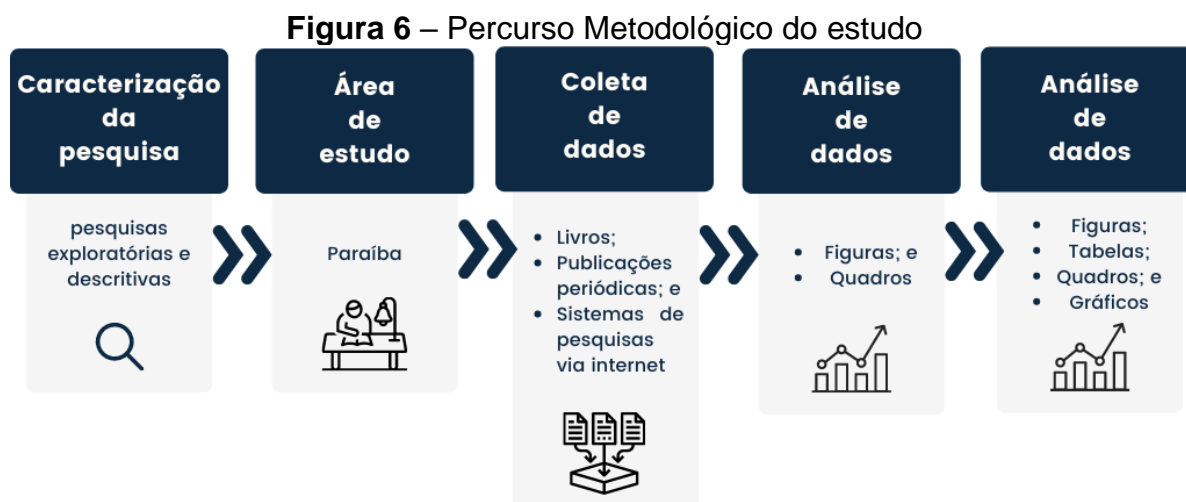 Figura 6 – Percurso Metodológico do estudo
Caracterização
da
pesquisa
pesquisas
exploratórias e
descritivas
Área
de
estudo
Paraíba
Coleta
de
dados
• Livros;
• Publicações
periódicas; e
• Sistemas de
pesquisas
via internet
Análise
de
dados
• Figuras; e
• Quadros
Análise
de
dados
• Figuras;
• Tabelas;
• Quadros; e
• Gráficos